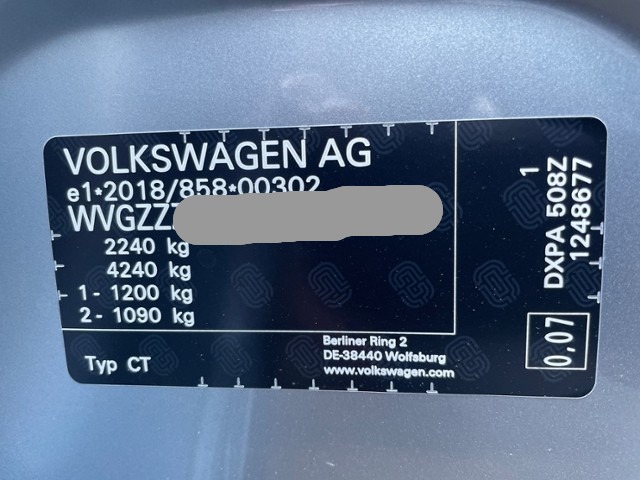 VOLKSWAGEN AG
e1*2018/858*00302
WVGZZ
2240 kg
4240 kg
1 - 1200 kg
2 - 1090 kg
Typ CT
Berliner Ring 2
DE-38440 Wolfsburg
www.volkswagen.com
1
DXPA 508Z
1248677
0,07